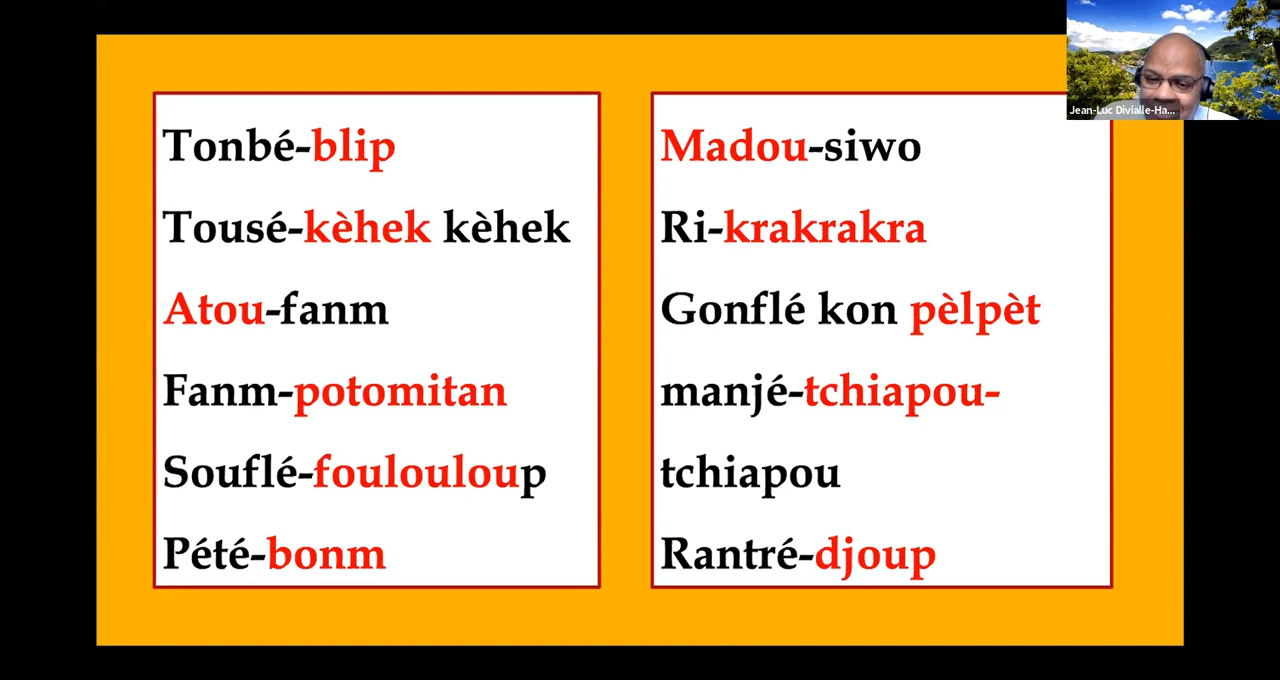 Tonbé-blip
Tousé-kèhek kèhek
Atou-fanm
Fanm-potomitan
Souflé-fouloulоup
Pété-bonm
Madou-siwo
Ri-krakrakra
Gonflé kon pèlpèt
manjé-tchiapou-
tchiapou
Rantré-djoup
Jean-Luc Divialle-Ha...